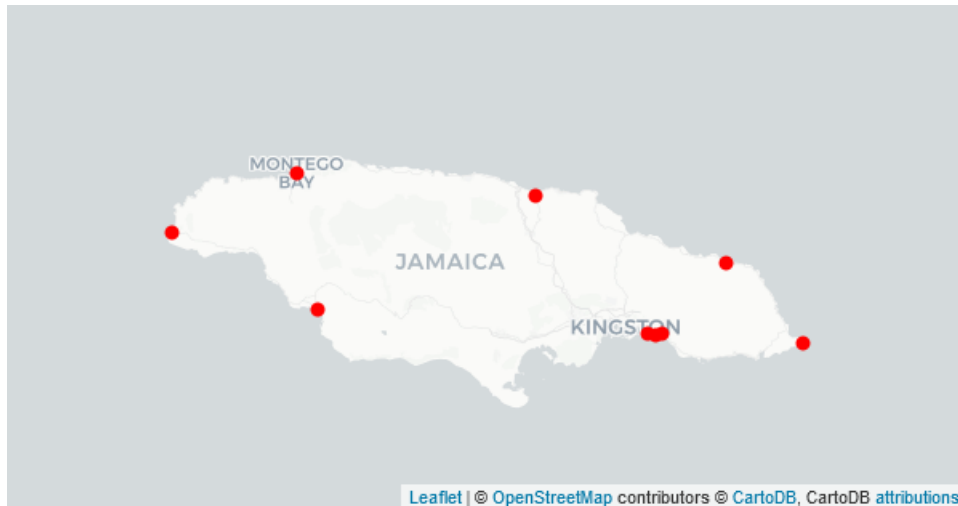 MONTEGO
BAY
JAMAICA
KINGSTON
Leaflet | © OpenStreetMap contributors © CartoDB, CartoDB attributions